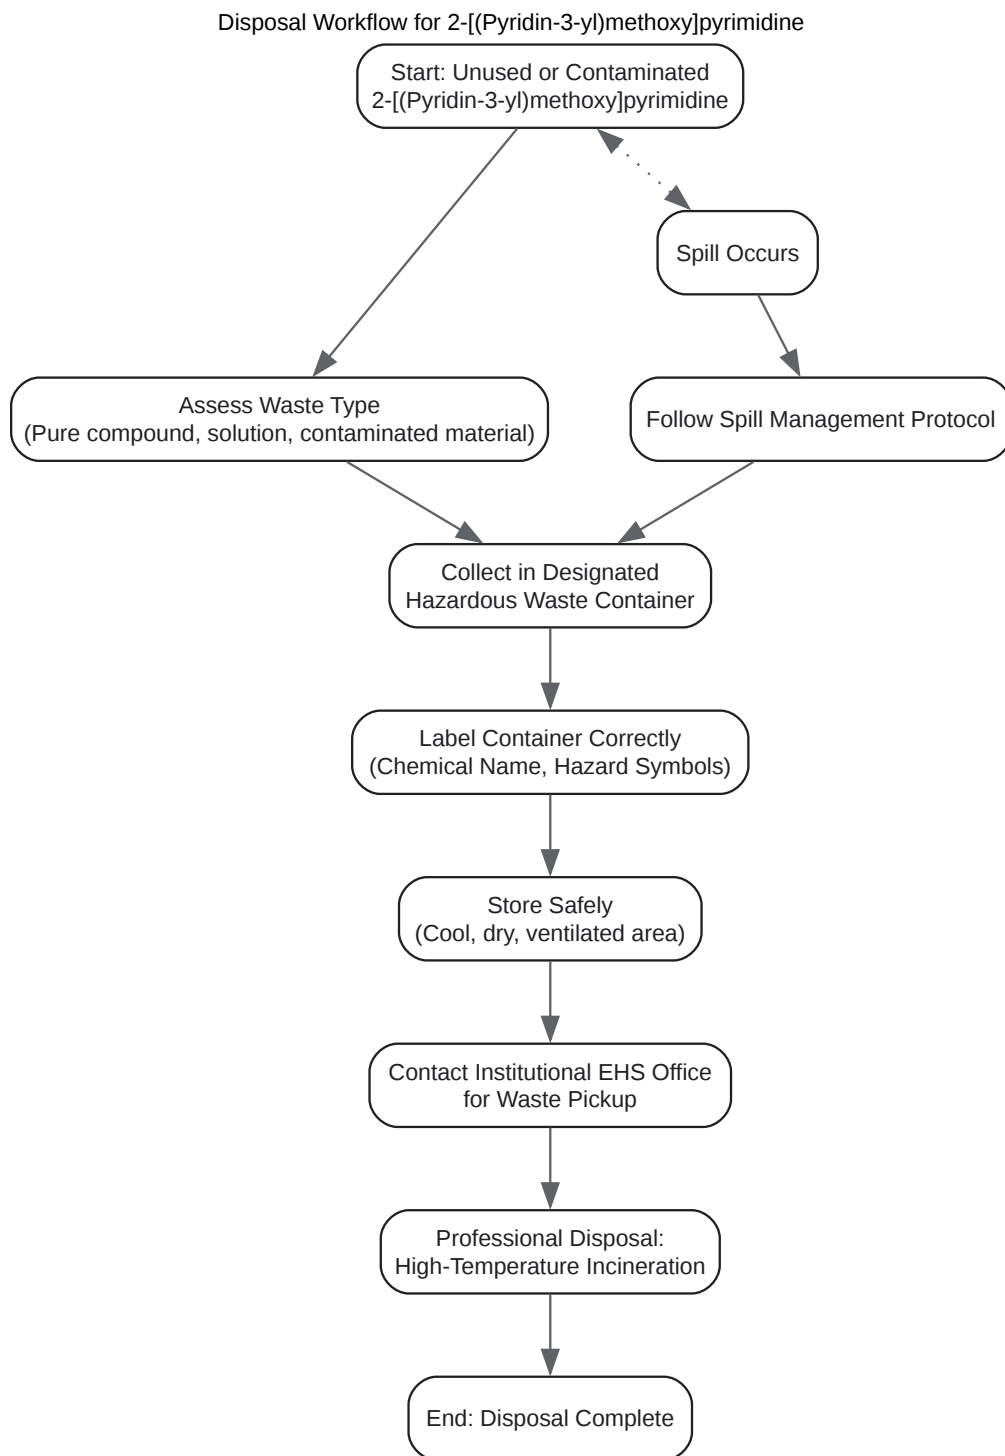 Disposal Workflow for 2-[(Pyridin-3-yl)methoxy]pyrimidine
Start: Unused or Contaminated
2-[(Pyridin-3-yl)methoxy]pyrimidine
Spill Occurs
Assess Waste Type
(Pure compound, solution, contaminated material)
Follow Spill Management Protocol
Collect in Designated
Hazardous Waste Container
Label Container Correctly
(Chemical Name, Hazard Symbols)
Store Safely
(Cool, dry, ventilated area)
Contact Institutional EHS Office
for Waste Pickup
Professional Disposal:
High-Temperature Incineration
End: Disposal Complete